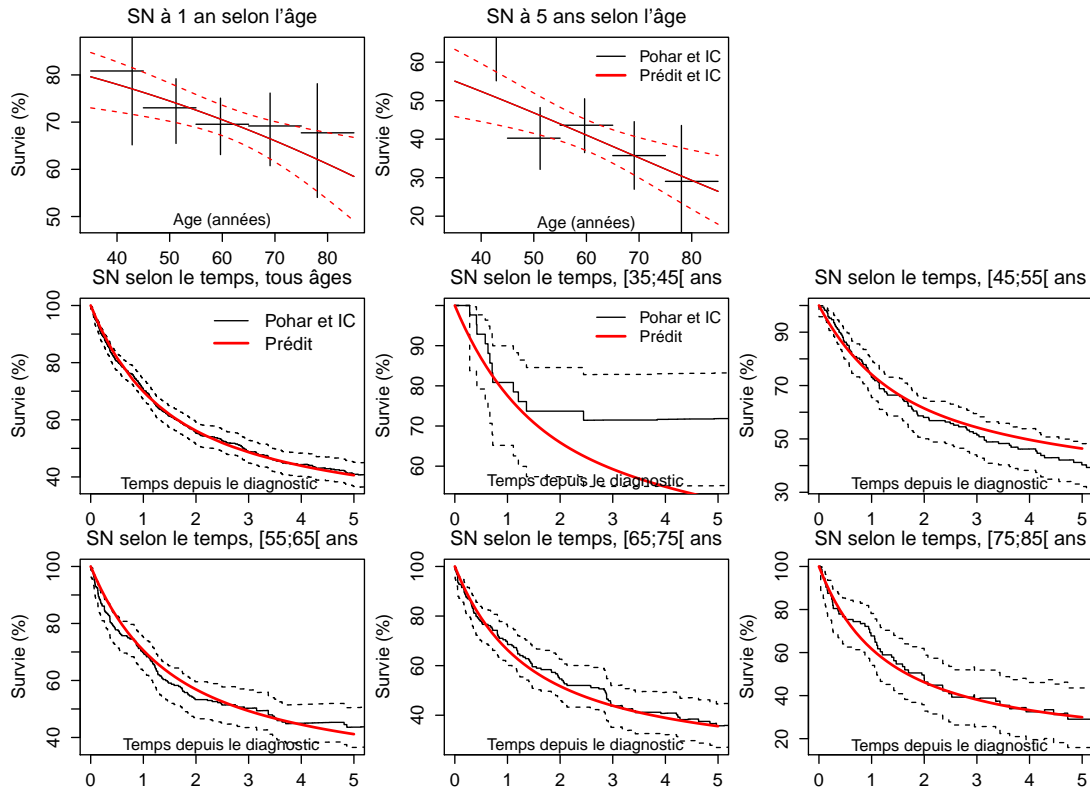 SN à 1 an selon l'âge
Survie (%)
80
70
60
50
Age (années)
40 50 60 70 80
SN à 5 ans selon l'âge
Survie (%)
60
50
40
30
20
Pohar et IC
Prédit et IC
Age (années)
40 50 60 70 80
SN selon le temps, tous âges
Survie (%)
100
80
60
40
Pohar et IC
Prédit
Temps depuis le diagnostic
0 1 2 3 4 5
SN selon le temps, [35;45[ ans
Survie (%)
90
80
70
60
Pohar et IC
Prédit
Temps depuis le diagnostic
0 1 2 3 4 5
SN selon le temps, [45;55[ ans
Survie (%)
90
70
50
30
Temps depuis le diagnostic
0 1 2 3 4 5
SN selon le temps, [55;65[ ans
Survie (%)
100
80
60
40
Temps depuis le diagnostic
0 1 2 3 4 5
SN selon le temps, [65;75[ ans
Survie (%)
100
80
60
40
Temps depuis le diagnostic
0 1 2 3 4 5
SN selon le temps, [75;85[ ans
Survie (%)
100
80
60
40
20
Temps depuis le diagnostic
0 1 2 3 4 5